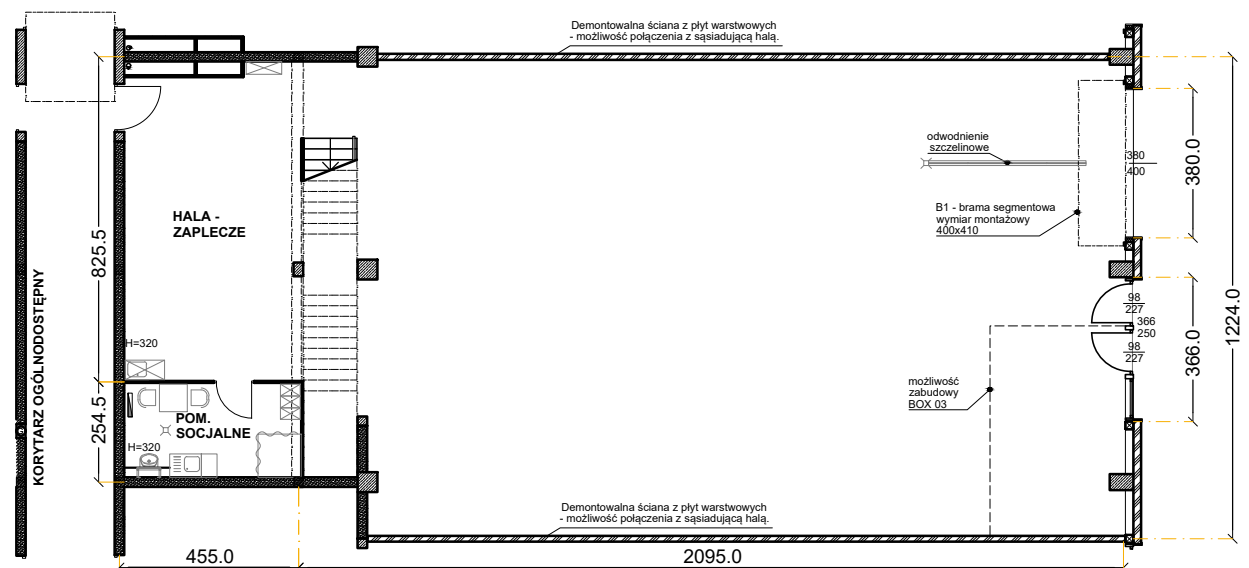 Demontowalna ściana z płyt warstwowych
- możliwość połączenia z sąsiadującą halą.
odwodnienie
szczelinowe
380
400
380.0
B1 - brama segmentowa
wymiar montażowy
400x410
HALA -
ZAPLECZE
825.5
KORYTARZ OGÓLNODOSTĘPNY
1224.0
98
227
366
250
98
227
366.0
H=320
możliwość
zabudowy
BOX 03
POM.
SOCJALNE
254.5
H=320
Demontowalna ściana z płyt warstwowych
- możliwość połączenia z sąsiadującą halą.
455.0
2095.0